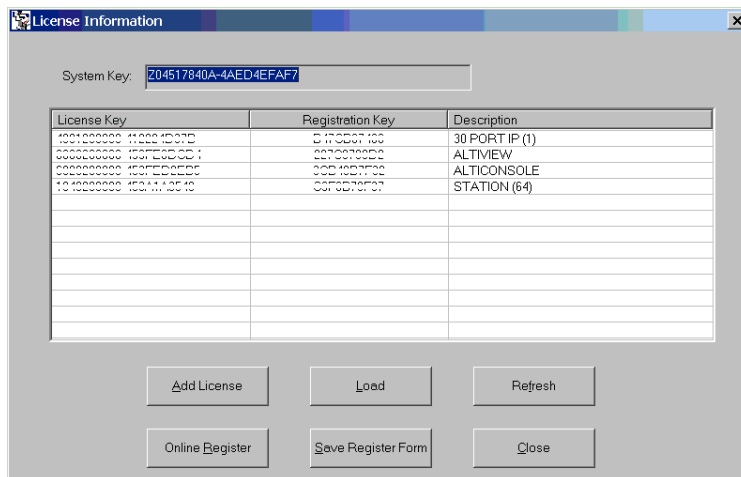 License Information
System Key: Z04517840A-4AED4EFAF7
License Key Registration Key Description
30 PORT IP (1)
ALTIVIEW
ALTICONSOLE
STATION (64)
Add License Load Refresh
Online Register Save Register Form Close